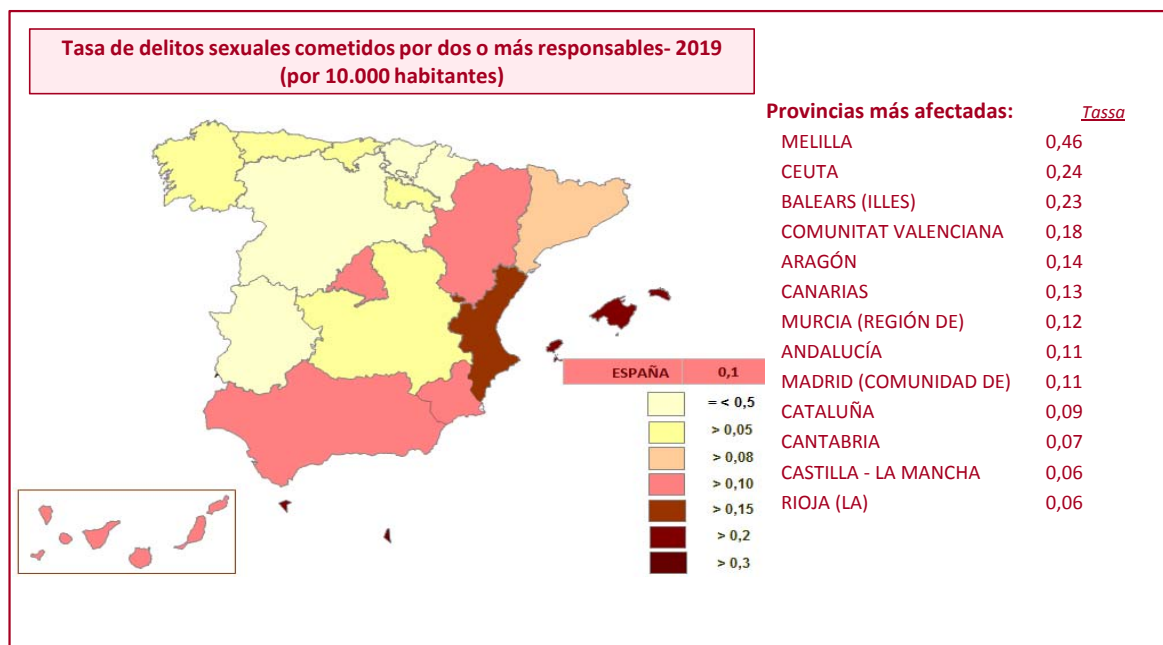 Tasa de delitos sexuales cometidos por dos o más responsables- 2019
(por 10.000 habitantes)
Provincias más afectadas: Tassa
MELILLA 0,46
CEUTA 0,24
BALEARS (ILLES) 0,23
COMUNITAT VALENCIANA 0,18
ARAGÓN 0,14
CANARIAS 0,13
MURCIA (REGIÓN DE) 0,12
ANDALUCÍA 0,11
MADRID (COMUNIDAD DE) 0,11
CATALUÑA 0,09
CANTABRIA 0,07
CASTILLA - LA MANCHA 0,06
RIOJA (LA) 0,06
ESPAÑA 0,1
= < 0,5
> 0,05
> 0,08
> 0,10
> 0,15
> 0,2
> 0,3